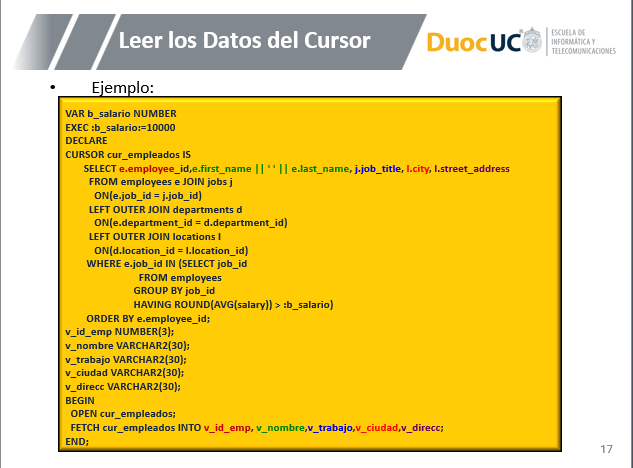 Leer los Datos del Cursor
Duoc UC
ESCUELA DE
INFORMÁTICA Y
TELECOMUNICACIONES
• Ejemplo:
VAR b_salario NUMBER
EXEC :b_salario:=10000
DECLARE
CURSOR cur_empleados IS
SELECT e.employee_id,e.first_name || ' ' || e.last_name, j.job_title, l.city, l.street_address
FROM employees e JOIN jobs j
ON(e.job_id = j.job_id)
LEFT OUTER JOIN departments d
ON(e.department_id = d.department_id)
LEFT OUTER JOIN locations l
ON(d.location_id = l.location_id)
WHERE e.job_id IN (SELECT job_id
FROM employees
GROUP BY job_id
HAVING ROUND(AVG(salary)) > :b_salario)
ORDER BY e.employee_id;
v_id_emp NUMBER(3);
v_nombre VARCHAR2(30);
v_trabajo VARCHAR2(30);
v_ciudad VARCHAR2(30);
v_direcc VARCHAR2(30);
BEGIN
OPEN cur_empleados;
FETCH cur_empleados INTO v_id_emp, v_nombre,v_trabajo,v_ciudad,v_direcc;
END;
17